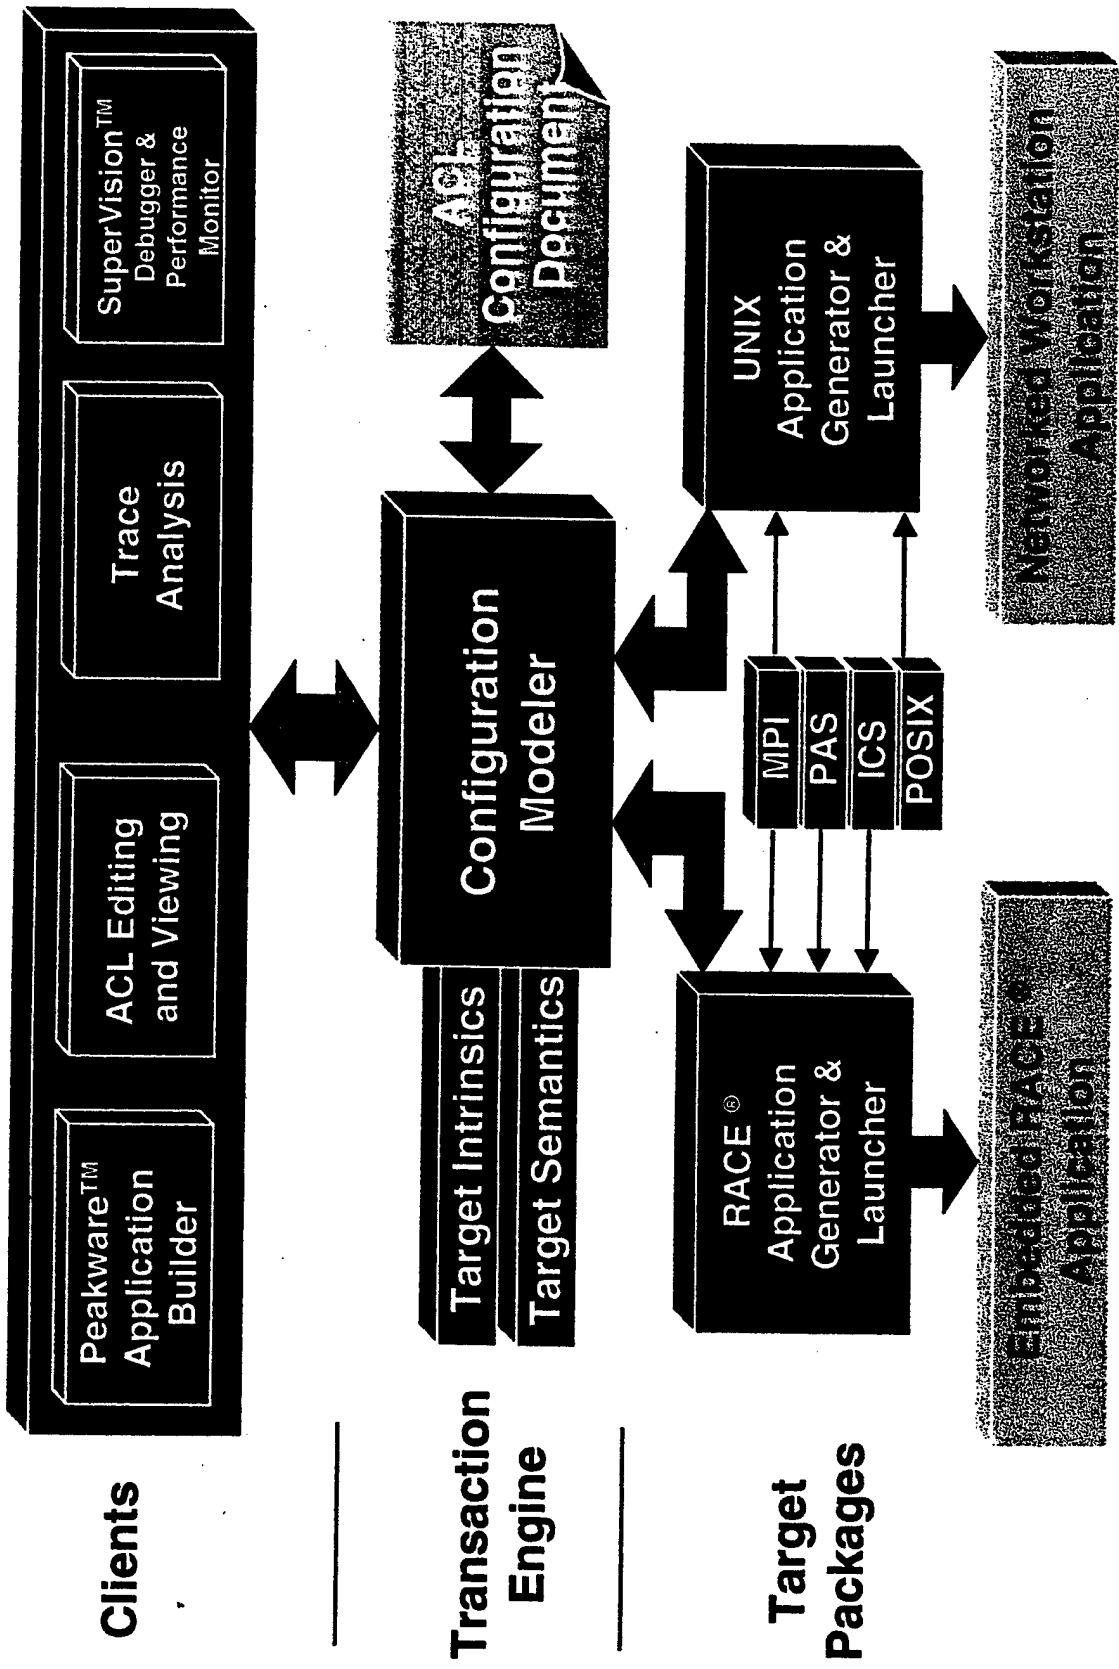 Clients
Peakware™
Application
Builder
ACL Editing
and Viewing
Trace
Analysis
SuperVision™
Debugger &
Performance
Monitor
Transaction
Engine
Target Intrinsics
Target Semantics
Configuration
Modeler
ACL
Configuration
Document
Target
Packages
RACE ®
Application
Generator &
Launcher
MPI
PAS
ICS
POSIX
UNIX
Application
Generator &
Launcher
Embedded RACE ®
Application
Networked Workstation
Application